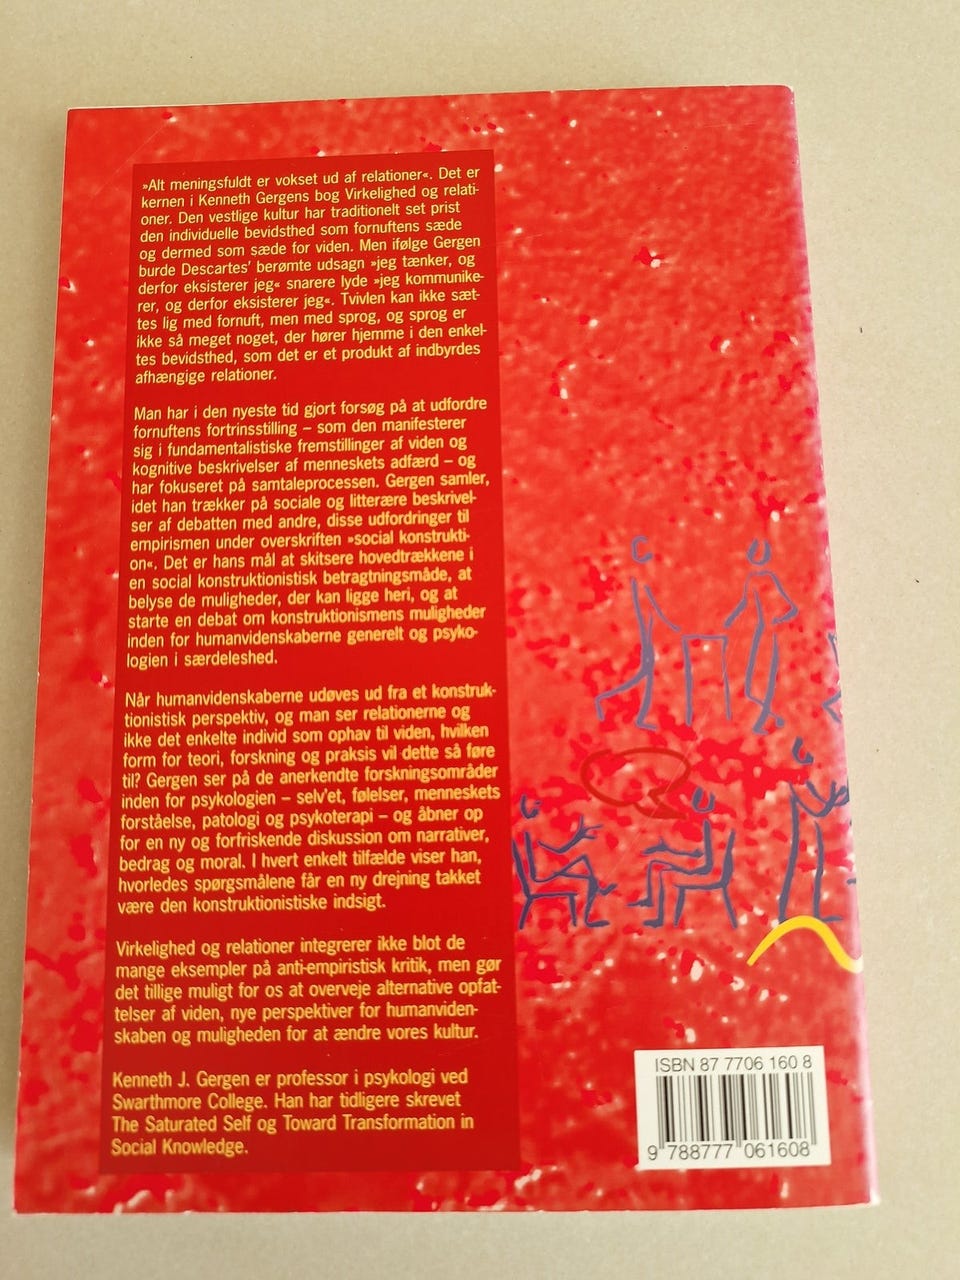 »Alt meningsfuldt er vokset ud af relationer«. Det er
kernen i Kenneth Gergens bog Virkelighed og relati-
oner. Den vestlige kultur har traditionelt set prist
den individuelle bevidsthed som fornuftens sæde
og dermed som sæde for viden. Men ifølge Gergen
burde Descartes' berømte udsagn »jeg tænker, og
derfor eksisterer jeg« snarere lyde »jeg kommunike-
rer, og derfor eksisterer jeg«. Tvivlen kan ikke sæt-
tes lig med fornuft, men med sprog, og sprog er
ikke så meget noget, der hører hjemme i den enkel-
tes bevidsthed, som det er et produkt af indbyrdes
afhængige relationer.
Man har i den nyeste tid gjort forsøg på at udfordre
fornuftens fortrinsstilling – som den manifesterer
sig i fundamentalistiske fremstillinger af viden og
kognitive beskrivelser af menneskets adfærd – og
har fokuseret på samtaleprocessen. Gergen samler,
idet han trækker på sociale og litterære beskrivel-
ser af debatten med andre, disse udfordringer til
empirismen under overskriften »social konstrukti-
on«. Det er hans mål at skitsere hovedtrækkene i
en social konstruktionistisk betragtningsmåde, at
belyse de muligheder, der kan ligge heri, og at
starte en debat om konstruktionismens muligheder
inden for humanvidenskaberne generelt og psyko-
logien i særdeleshed.
Når humanvidenskaberne udøves ud fra et konstruk-
tionistisk perspektiv, og man ser relationerne og
ikke det enkelte individ som ophav til viden, hvilken
form for teori, forskning og praksis vil dette så føre
til? Gergen ser på de anerkendte forskningsområder
inden for psykologien – selv'et, følelser, menneskets
forståelse, patologi og psykoterapi – og åbner op
for en ny og forfriskende diskussion om narrativer,
bedrag og moral. I hvert enkelt tilfælde viser han,
hvorledes spørgsmålene får en ny drejning takket
være den konstruktionistiske indsigt.
Virkelighed og relationer integrerer ikke blot de
mange eksempler på anti-empiristisk kritik, men gør
det tillige muligt for os at overveje alternative opfat-
telser af viden, nye perspektiver for humanviden-
skaben og muligheden for at ændre vores kultur.
Kenneth J. Gergen er professor i psykologi ved
Swarthmore College. Han har tidligere skrevet
The Saturated Self og Toward Transformation in
Social Knowledge.
ISBN 87 7706 160 8
9 788777 061608